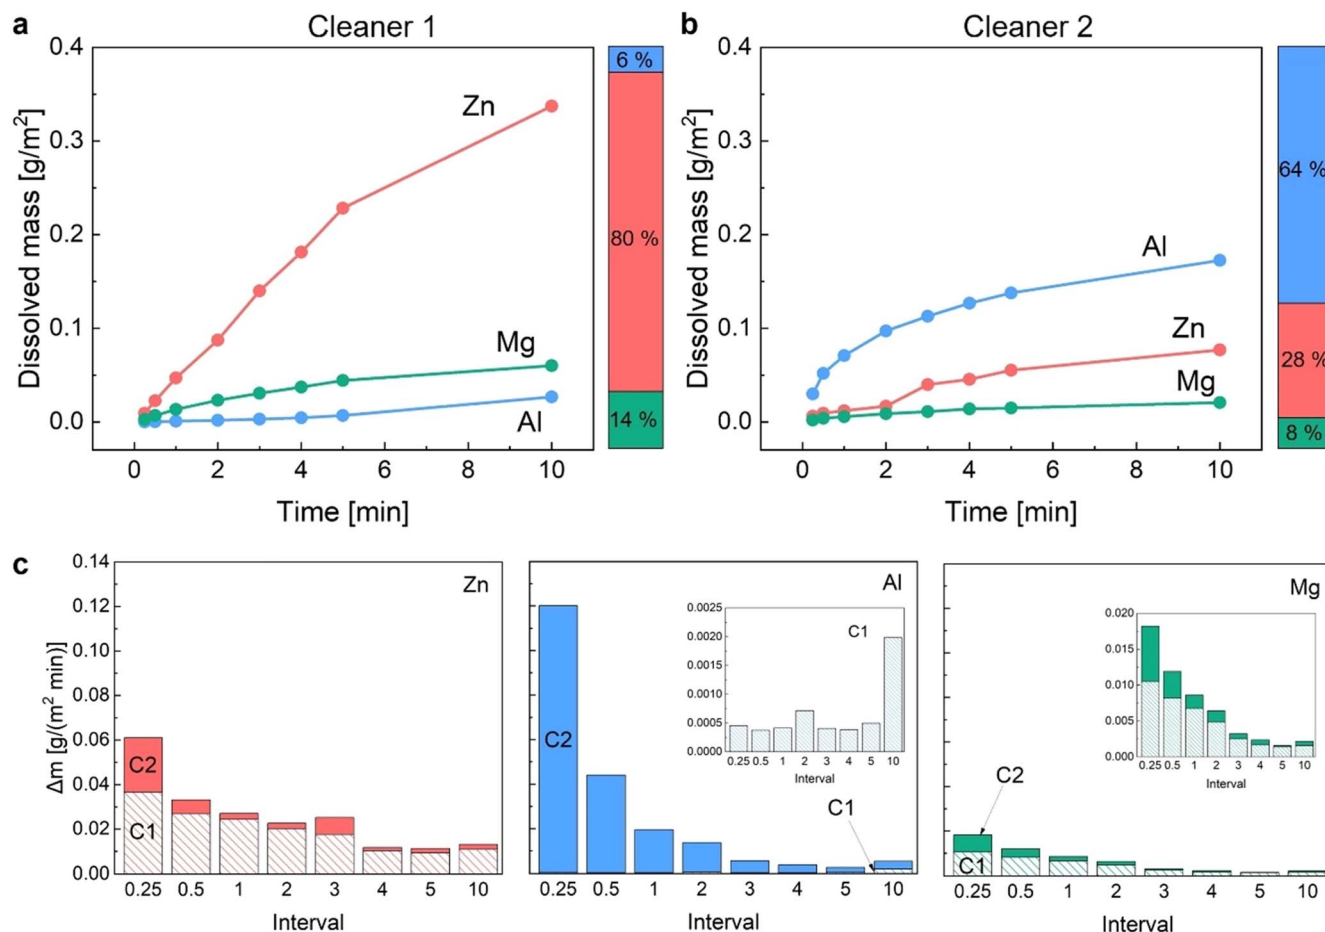 a
Cleaner 1
Dissolved mass [g/m²]
0.4
0.3
0.2
0.1
0.0
Zn
Mg
Al
0 2 4 6 8 10
Time [min]
6 %
80 %
14 %
b
Cleaner 2
Dissolved mass [g/m²]
0.4
0.3
0.2
0.1
0.0
Al
Zn
Mg
0 2 4 6 8 10
Time [min]
64 %
28 %
8 %
c
Δm [g/(m² min)]
0.14
0.12
0.10
0.08
0.06
0.04
0.02
0.00
Zn
C2
C1
0.25 0.5 1 2 3 4 5 10
Interval
Al
C2
C1
0.25 0.5 1 2 3 4 5 10
Interval
0.0025
0.0020
0.0015
0.0010
0.0005
0.0000
C1
0.25 0.5 1 2 3 4 5 10
Interval
Mg
C2
C1
0.25 0.5 1 2 3 4 5 10
Interval
0.020
0.015
0.010
0.005
0.000
0.25 0.5 1 2 3 4 5 10
Interval